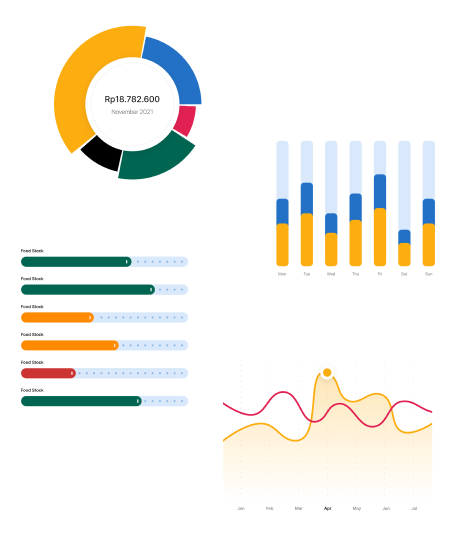 Rp18.782.600
November 2021
Mon
Tue
Wed
Thu
Fri
Sat
Sun
Food Stock
Food Stock
Food Stock
Food Stock
Food Stock
Food Stock
Jan
Feb
Mar
Apr
May
Jun
Jul